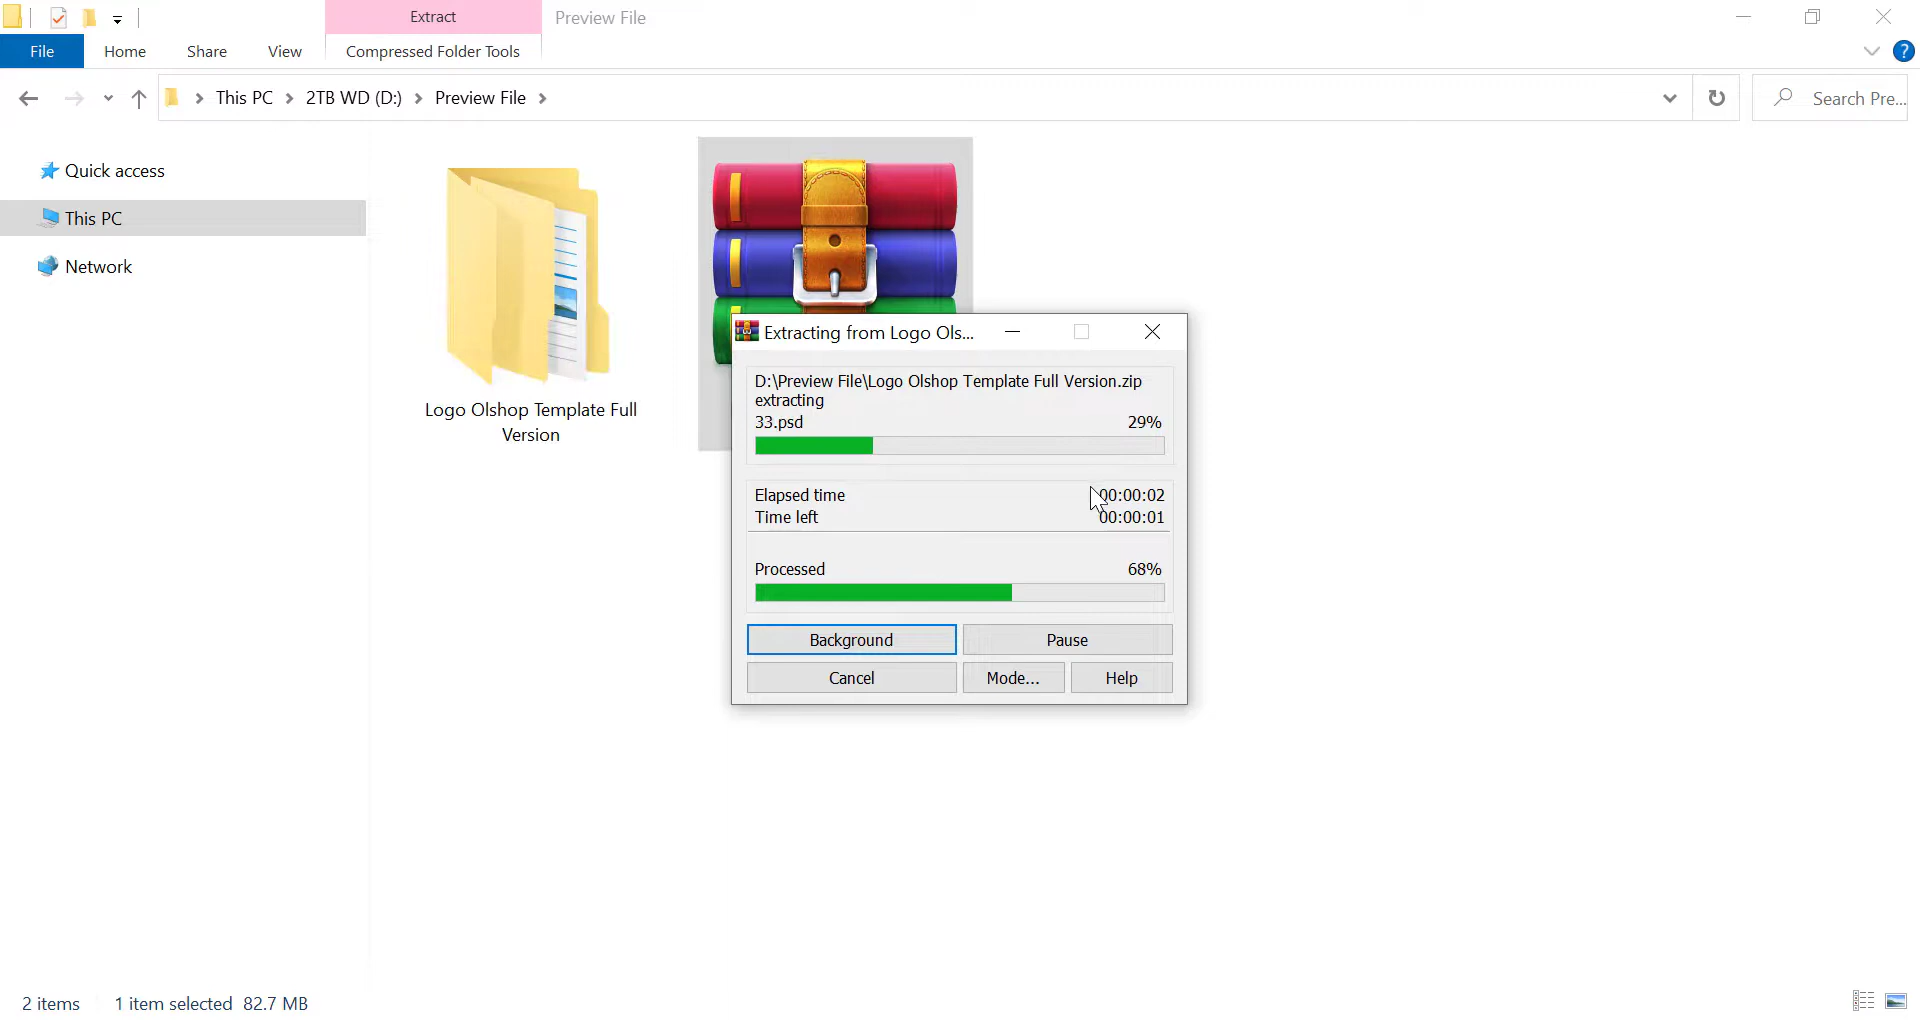 Extract
Preview File
File
Home
Share
View
Compressed Folder Tools
?
This PC
2TB WD (D:)
Preview File
Search Pre...
Quick access
This PC
Network
Logo Olshop Template Full
Version
Extracting from Logo Ols...
D:\Preview File\Logo Olshop Template Full Version.zip
extracting
33.psd 29%
Elapsed time 00:00:02
Time left 00:00:01
Processed 68%
Background Pause
Cancel Mode... Help
2 items 1 item selected 82.7 MB